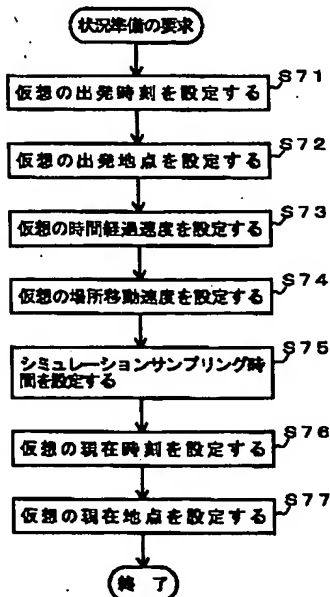 状況準備の要求
S71
仮想の出発時刻を設定する
S72
仮想の出発地点を設定する
S73
仮想の時間経過速度を設定する
S74
仮想の場所移動速度を設定する
S75
シミュレーションサンプリング時
間を設定する
S76
仮想の現在時刻を設定する
S77
仮想の現在地点を設定する
終了